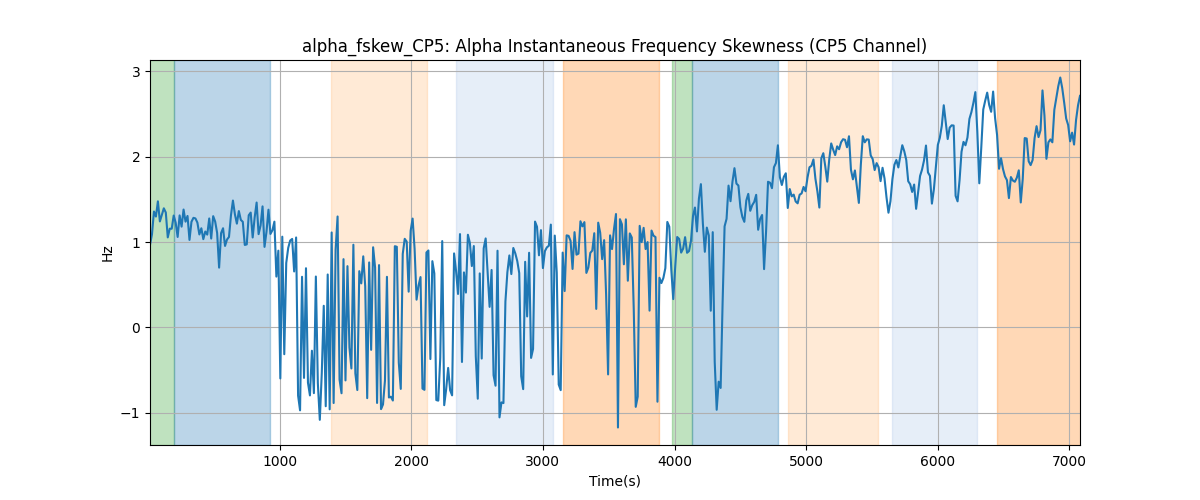 alpha_fskew_CP5: Alpha Instantaneous Frequency Skewness (CP5 Channel)
3
2
1
0
−1
Hz
1000 2000 3000 4000 5000 6000 7000
Time(s)